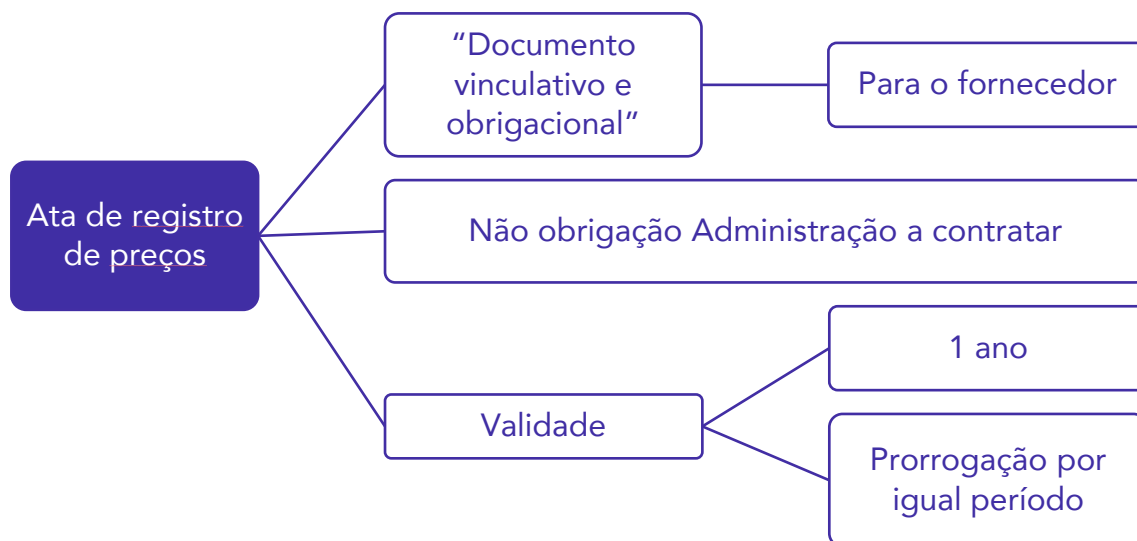 “Documento
vinculativo e
obrigacional”
Para o fornecedor
Ata de registro
de preços
Não obrigação Administração a contratar
1 ano
Validade
Prorrogação por
igual período